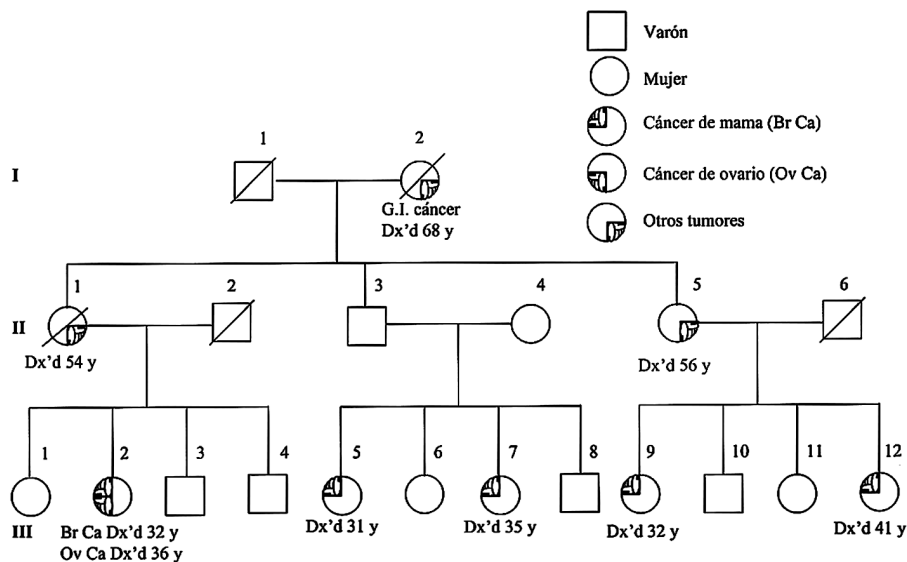 Varón
Mujer
Cáncer de mama (Br Ca)
Cáncer de ovario (Ov Ca)
Otros tumores
I
1
2
G.I. cáncer
Dx'd 68 y
II
1
2
3
4
5
6
Dx'd 54 y
Dx'd 56 y
III
1
2
3
4
5
6
7
8
9
10
11
12
Br Ca Dx'd 32 y
Ov Ca Dx'd 36 y
Dx'd 31 y
Dx'd 35 y
Dx'd 32 y
Dx'd 41 y